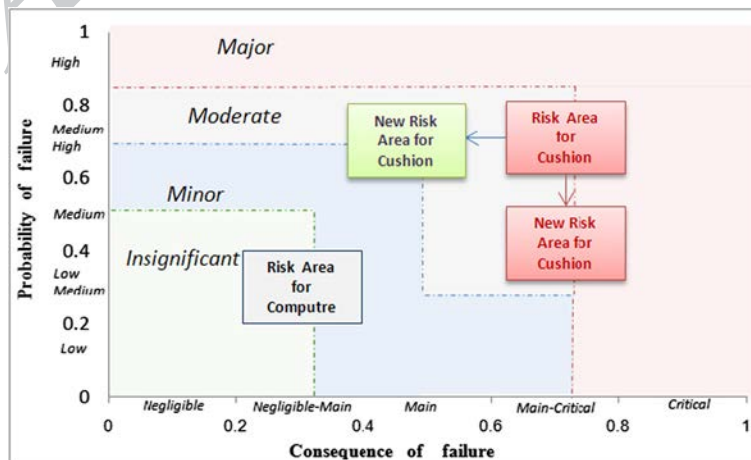 1
High
Major
0.8
Moderate
Medium
High
0.6
Minor
Medium
0.4
Insignificant
Low
Medium
0.2
Low
0
New Risk
Area for
Cushion
Risk Area
for
Cushion
New Risk
Area for
Cushion
Risk Area
for
Computre
Probability of failure
Negligible Negligible-Main Main Main-Critical Critical
0 0.2 0.4 0.6 0.8 1
Consequence of failure